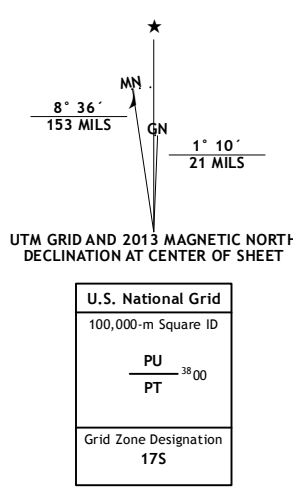 ★
MN
8° 36´
153 MILS
GN
1° 10´
21 MILS
UTM GRID AND 2013 MAGNETIC NORTH
DECLINATION AT CENTER OF SHEET
U.S. National Grid
100,000-m Square ID
PU
3800
PT
Grid Zone Designation
17S